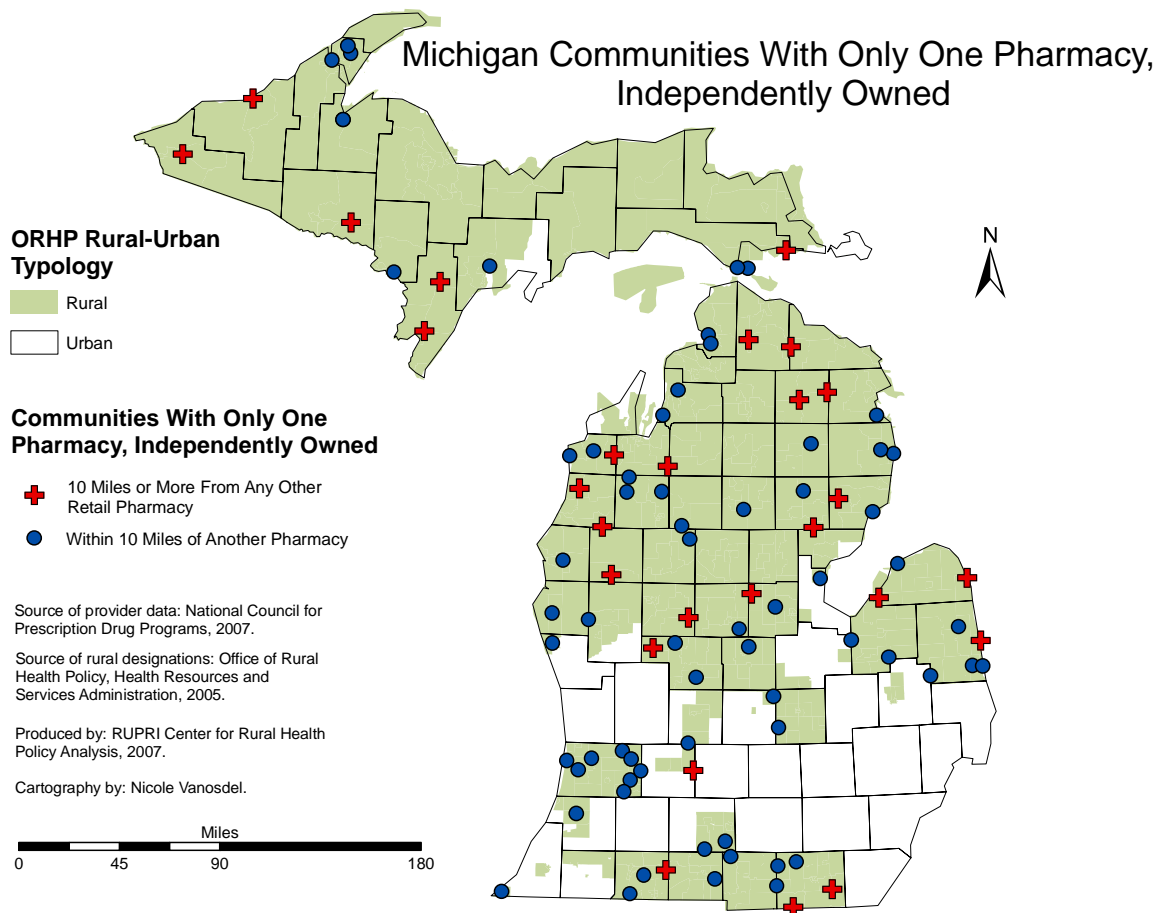 Michigan Communities With Only One Pharmacy,
Independently Owned
N
ORHP Rural-Urban
Typology
Rural
Urban
Communities With Only One
Pharmacy, Independently Owned
10 Miles or More From Any Other
Retail Pharmacy
Within 10 Miles of Another Pharmacy
Source of provider data: National Council for
Prescription Drug Programs, 2007.
Source of rural designations: Office of Rural
Health Policy, Health Resources and
Services Administration, 2005.
Produced by: RUPRI Center for Rural Health
Policy Analysis, 2007.
Cartography by: Nicole Vanosdel.
Miles
0 45 90 180